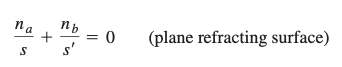 n_a/s + n_b/s' = 0 (plane refracting surface)